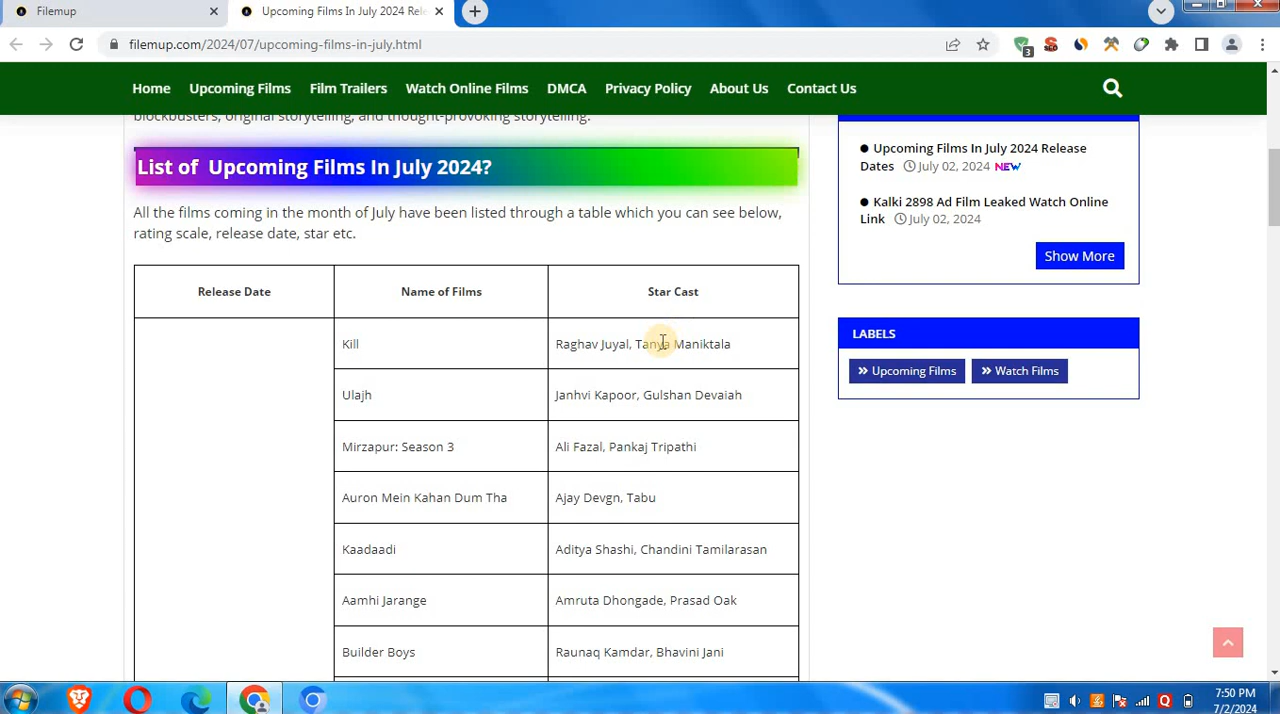 Filemup
Upcoming Films In July 2024 Rele
filemup.com/2024/07/upcoming-films-in-july.html
3
SEO
Home Upcoming Films Film Trailers Watch Online Films DMCA Privacy Policy About Us Contact Us
blockbusters, original storytelling, and thought-provoking storytelling.
List of Upcoming Films In July 2024?
All the films coming in the month of July have been listed through a table which you can see below,
rating scale, release date, star etc.
Release Date Name of Films Star Cast
Kill Raghav Juyal, Tanya Maniktala
Ulajh Janhvi Kapoor, Gulshan Devaiah
Mirzapur: Season 3 Ali Fazal, Pankaj Tripathi
Auron Mein Kahan Dum Tha Ajay Devgn, Tabu
Kaadaadi Aditya Shashi, Chandini Tamilarasan
Aamhi Jarange Amruta Dhongade, Prasad Oak
Builder Boys Raunaq Kamdar, Bhavini Jani
Upcoming Films In July 2024 Release
Dates July 02, 2024 NEW
Kalki 2898 Ad Film Leaked Watch Online
Link July 02, 2024
Show More
LABELS
Upcoming Films Watch Films
7:50 PM
7/2/2024